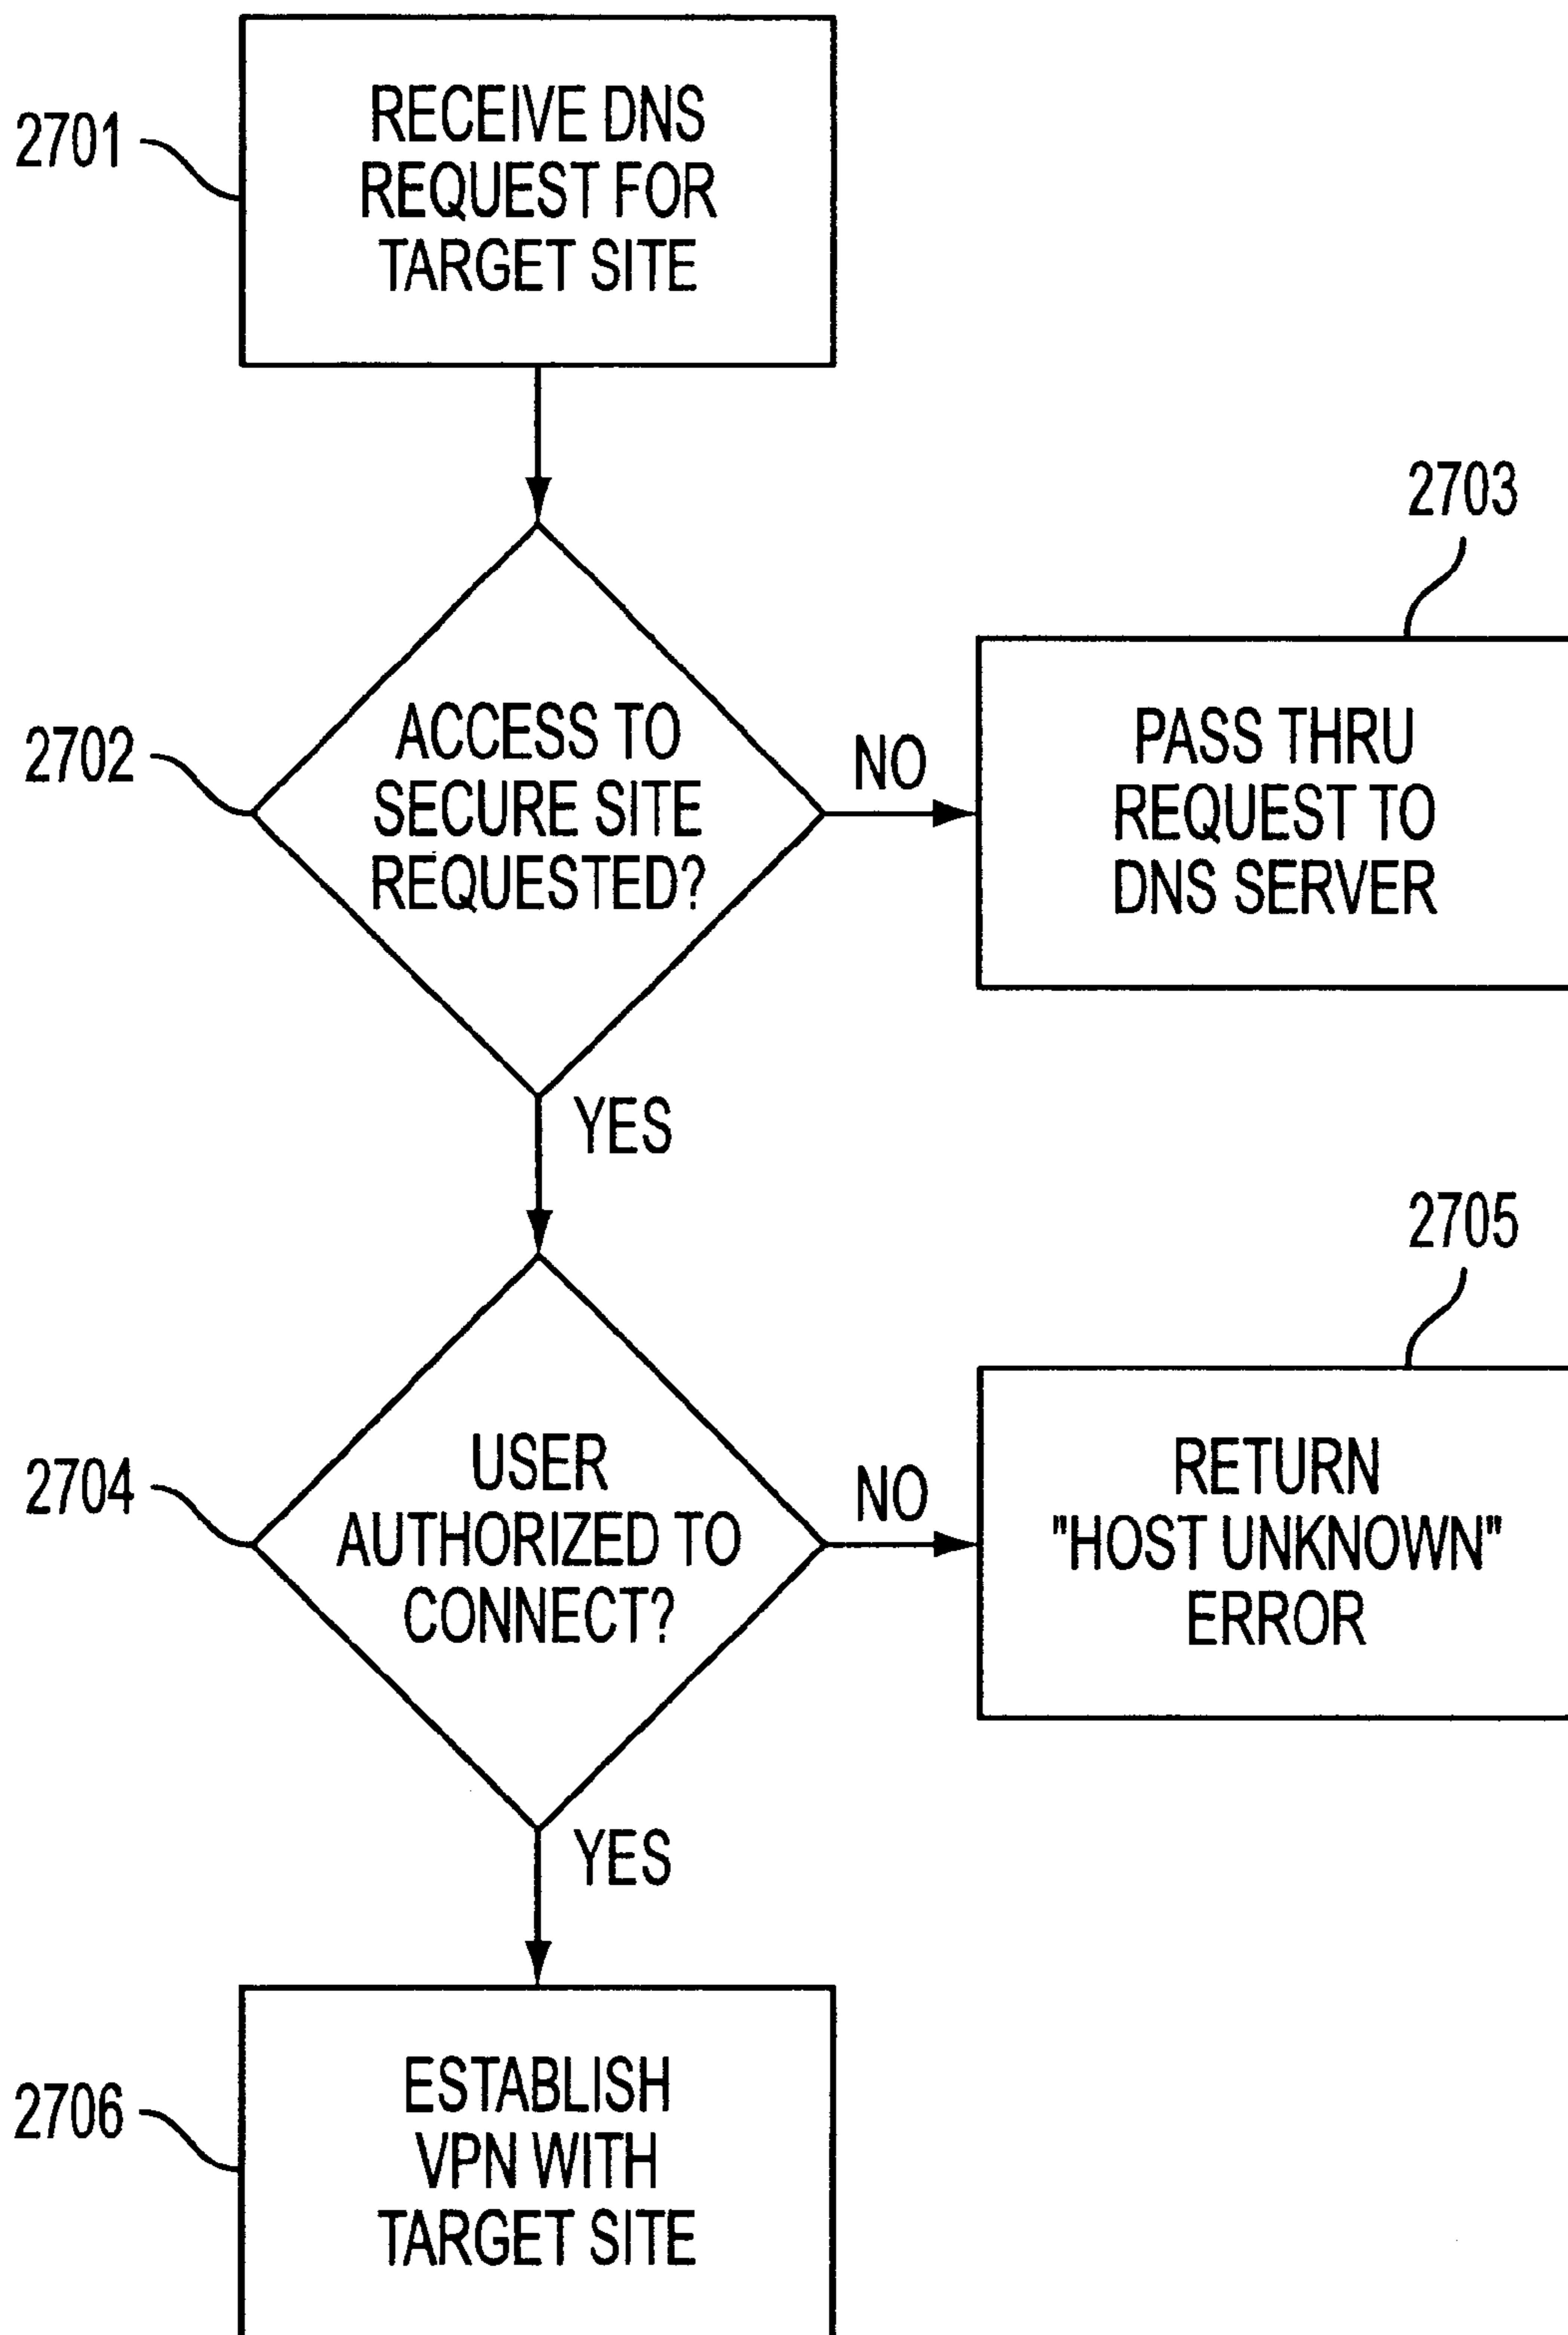 2701
RECEIVE DNS
REQUEST FOR
TARGET SITE
2702
ACCESS TO
SECURE SITE
REQUESTED?
NO
2703
PASS THRU
REQUEST TO
DNS SERVER
YES
2704
USER
AUTHORIZED TO
CONNECT?
NO
2705
RETURN
"HOST UNKNOWN"
ERROR
YES
2706
ESTABLISH
VPN WITH
TARGET SITE